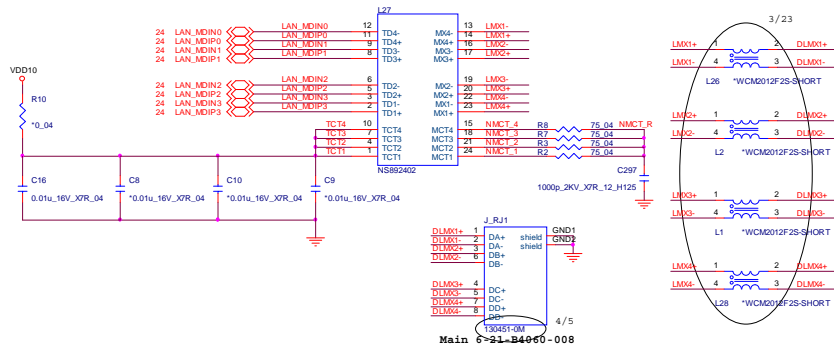 L27
3/23
24 LAN_MDIN0 12 TD4- MX4- 13 LMX1-
24 LAN_MDIP0 11 TD4+ MX4+ 14 LMX1+
24 LAN_MDIN1 9 TD3- MX3- 16 LMX2-
24 LAN_MDIP1 8 TD3+ MX3+ 17 LMX2+
24 LAN_MDIN2 6 TD2- MX2- 19 LMX3-
24 LAN_MDIP2 5 TD2+ MX2+ 20 LMX3+
24 LAN_MDIN3 3 TD1- MX1- 22 LMX4-
24 LAN_MDIP3 2 TD1+ MX1+ 23 LMX4+
TCT4 10 TCT4 MCT4 15 NMCT_4 R8 75_04 NMCT_R
TCT3 7 TCT3 MCT3 18 NMCT_3 R7 75_04
TCT2 4 TCT2 MCT2 21 NMCT_2 R3 75_04
TCT1 1 TCT1 MCT1 24 NMCT_1 R2 75_04
NS892402
VDD10
R10
*0_04
C16
0.01u_16V_X7R_04
C8
*0.01u_16V_X7R_04
C10
*0.01u_16V_X7R_04
C9
*0.01u_16V_X7R_04
C297
1000p_2KV_X7R_12_H125
LMX1+ 1 2 DLMX1+
LMX1- 4 3 DLMX1-
L26 *WCM2012F2S-SHORT
LMX2+ 1 2 DLMX2+
LMX2- 4 3 DLMX2-
L2 *WCM2012F2S-SHORT
LMX3+ 1 2 DLMX3+
LMX3- 4 3 DLMX3-
L1 *WCM2012F2S-SHORT
LMX4+ 1 2 DLMX4+
LMX4- 4 3 DLMX4-
L28 *WCM2012F2S-SHORT
J_RJ1
DLMX1+ 1 DA+ shield GND1
DLMX1- 2 DA- shield GND2
DLMX2+ 3 DB+
DLMX2- 6 DB-
DLMX3+ 4 DC+
DLMX3- 5 DC-
DLMX4+ 7 DD+
DLMX4- 8 DD-
130451-0M
4/5
Main 6-21-B4060-008